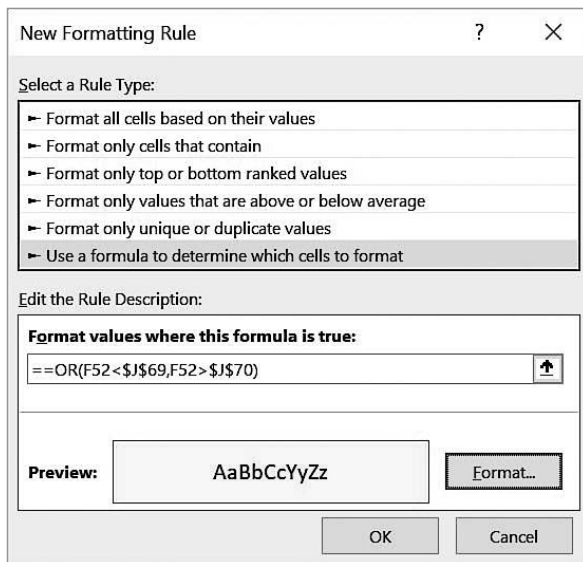 New Formatting Rule ? ×
Select a Rule Type:
► Format all cells based on their values
► Format only cells that contain
► Format only top or bottom ranked values
► Format only values that are above or below average
► Format only unique or duplicate values
► Use a formula to determine which cells to format
Edit the Rule Description:
Format values where this formula is true:
==OR(F52<$J$69,F52>$J$70)
Preview: AaBbCcYyZz Format...
OK Cancel